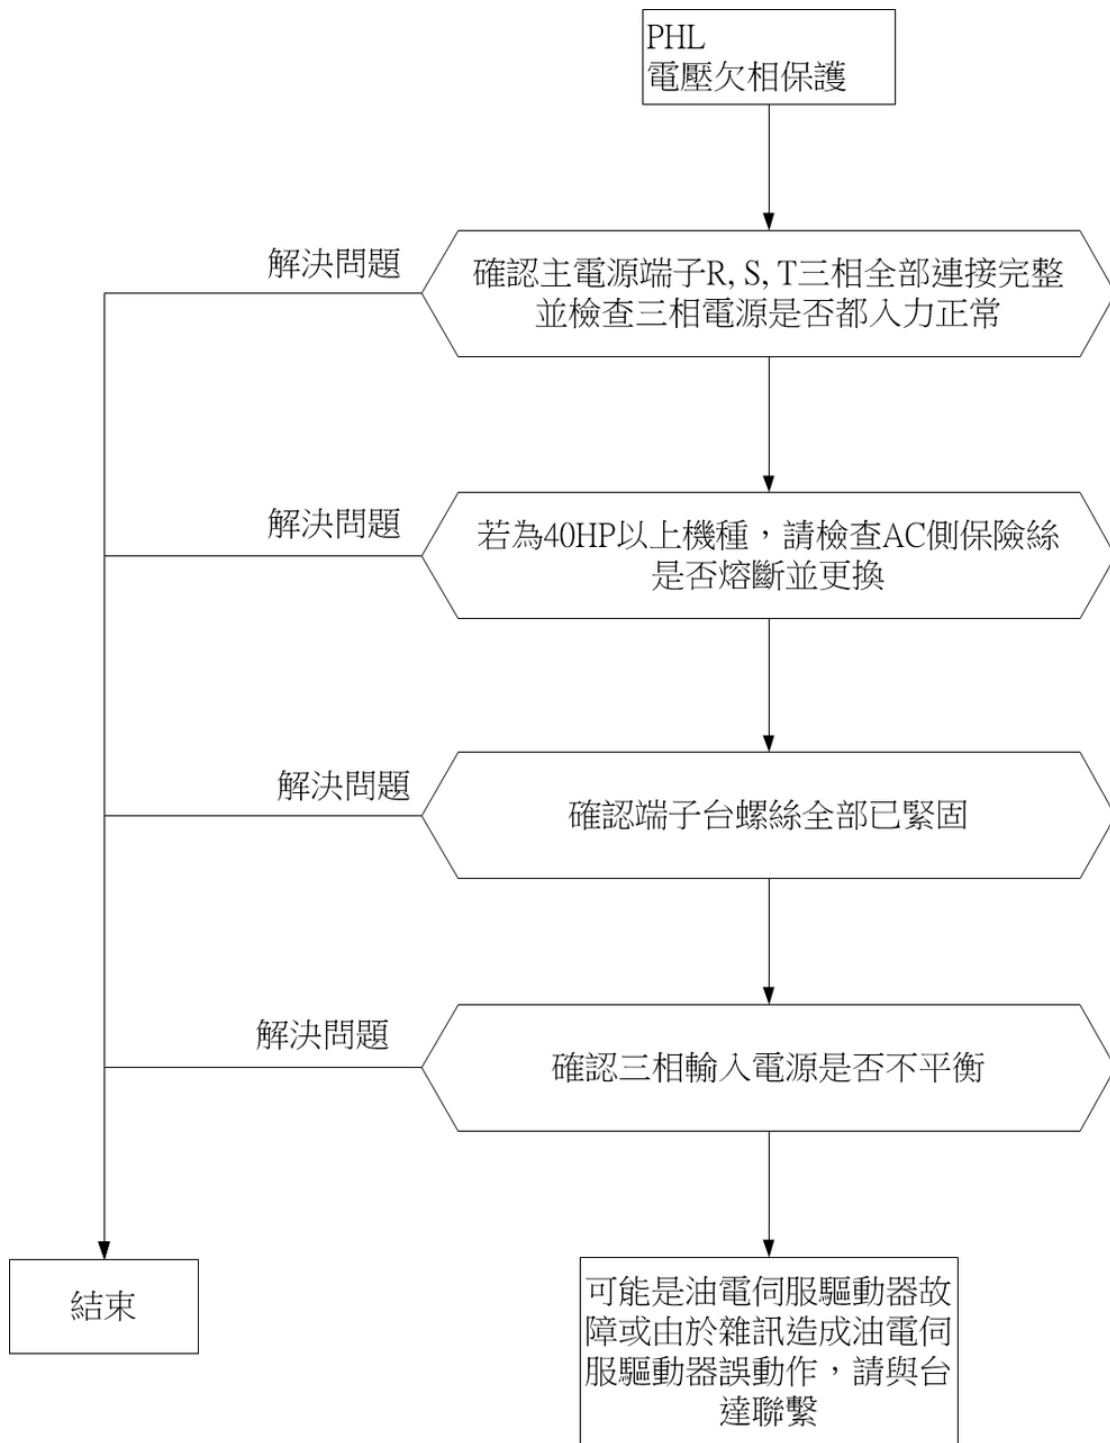 PHL
電壓欠相保護
解決問題
確認主電源端子R, S, T三相全部連接完整
並檢查三相電源是否都入力正常
解決問題
若為40HP以上機種，請檢查AC側保險絲
是否熔斷並更換
解決問題
確認端子台螺絲全部已緊固
解決問題
確認三相輸入電源是否不平衡
結束
可能是油電伺服驅動器故
障或由於雜訊造成油電伺
服驅動器誤動作，請與台
達聯繫